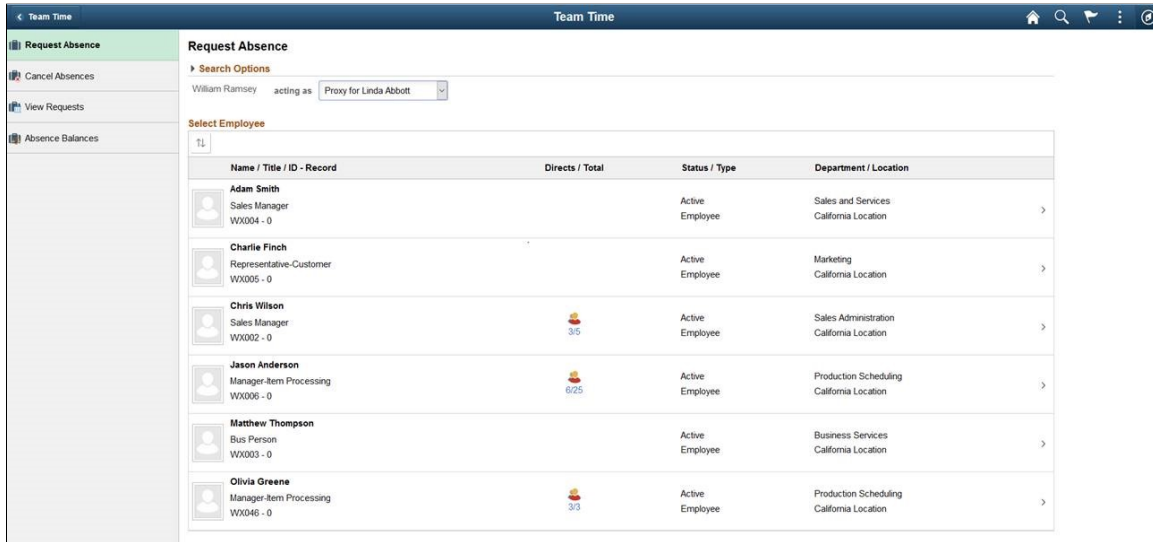 Team Time
Team Time
Request Absence
Cancel Absences
View Requests
Absence Balances
Request Absence
Search Options
William Ramsey acting as Proxy for Linda Abbott
Select Employee
Name / Title / ID - Record Directs / Total Status / Type Department / Location
Adam Smith
Sales Manager
WX004 - 0
Active
Employee
Sales and Services
California Location
Charlie Finch
Representative-Customer
WX005 - 0
Active
Employee
Marketing
California Location
Chris Wilson
Sales Manager
WX002 - 0
3/5
Active
Employee
Sales Administration
California Location
Jason Anderson
Manager-Item Processing
WX006 - 0
6/25
Active
Employee
Production Scheduling
California Location
Matthew Thompson
Bus Person
WX003 - 0
Active
Employee
Business Services
California Location
Olivia Greene
Manager-Item Processing
WX046 - 0
3/3
Active
Employee
Production Scheduling
California Location